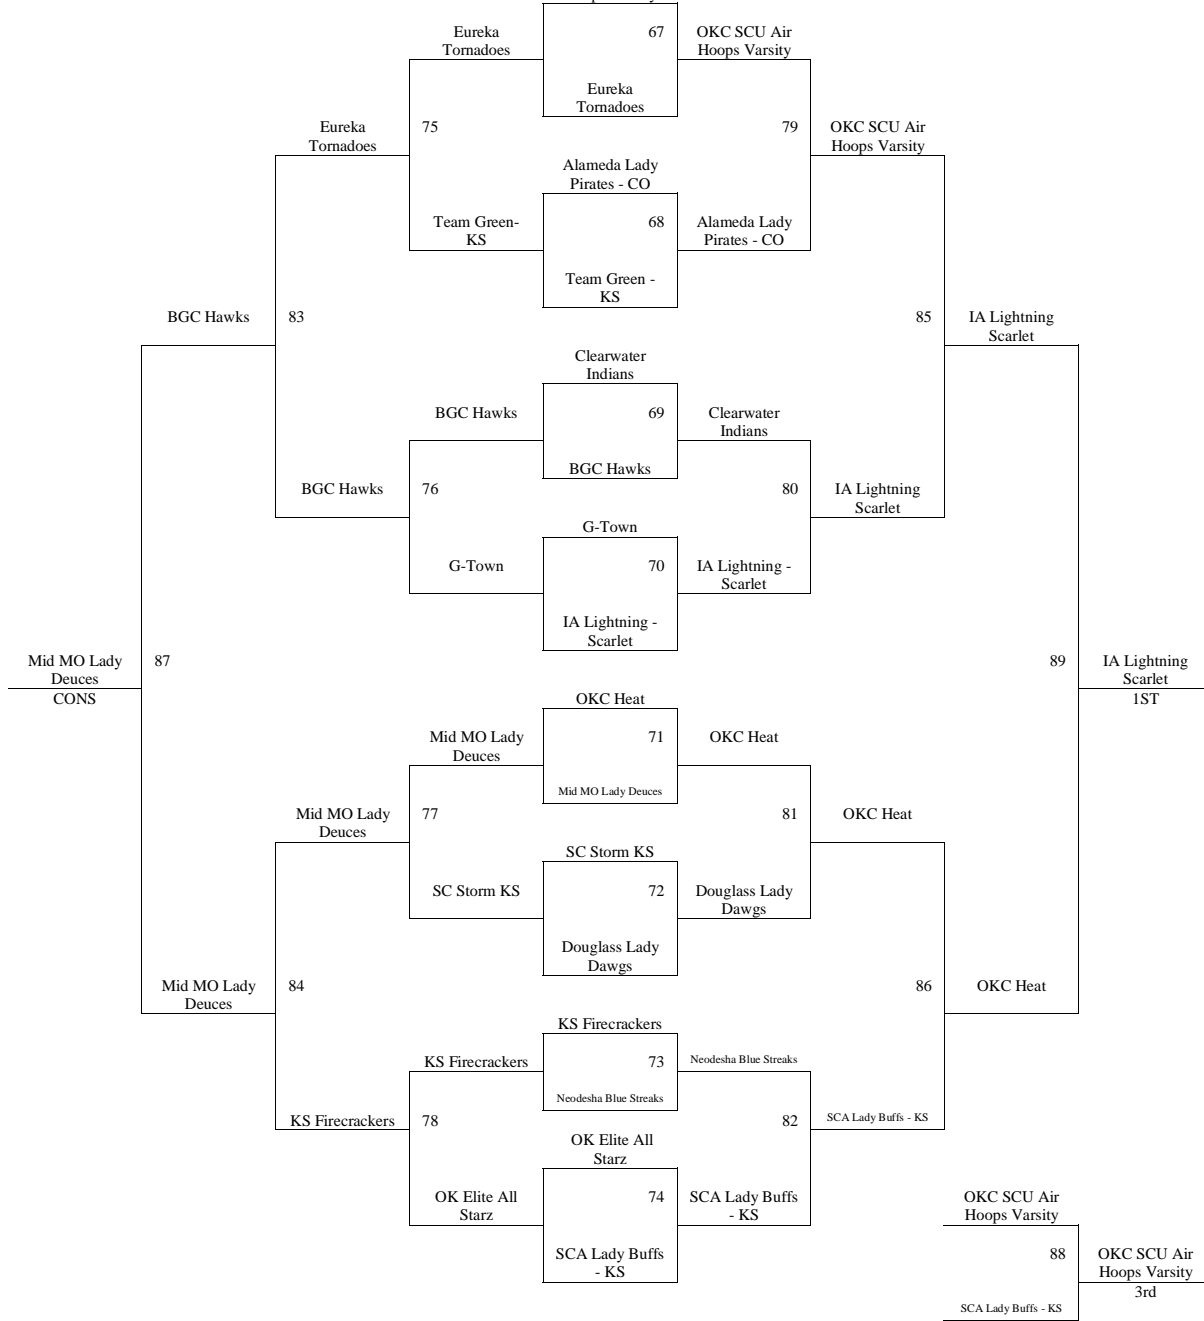 Eureka
Tornadoes
67
OKC SCU Air
Hoops Varsity
Eureka
Tornadoes
Eureka
Tornadoes
75
79
OKC SCU Air
Hoops Varsity
Alameda Lady
Pirates - CO
Team Green-
KS
68
Alameda Lady
Pirates - CO
Team Green -
KS
BGC Hawks
83
85
IA Lightning
Scarlet
Clearwater
Indians
BGC Hawks
69
Clearwater
Indians
BGC Hawks
BGC Hawks
76
80
IA Lightning
Scarlet
G-Town
G-Town
70
IA Lightning -
Scarlet
IA Lightning -
Scarlet
Mid MO Lady
Deuces
CONS
87
89
IA Lightning
Scarlet
1ST
OKC Heat
Mid MO Lady
Deuces
71
OKC Heat
Mid MO Lady Deuces
Mid MO Lady
Deuces
77
81
OKC Heat
SC Storm KS
SC Storm KS
72
Douglass Lady
Dawgs
Douglass Lady
Dawgs
Mid MO Lady
Deuces
84
86
OKC Heat
KS Firecrackers
KS Firecrackers
73
Neodesha Blue Streaks
Neodesha Blue Streaks
KS Firecrackers
78
82
SCA Lady Buffs - KS
OK Elite All
Starz
OK Elite All
Starz
74
SCA Lady Buffs
- KS
SCA Lady Buffs
- KS
OKC SCU Air
Hoops Varsity
88
OKC SCU Air
Hoops Varsity
3rd
SCA Lady Buffs - KS